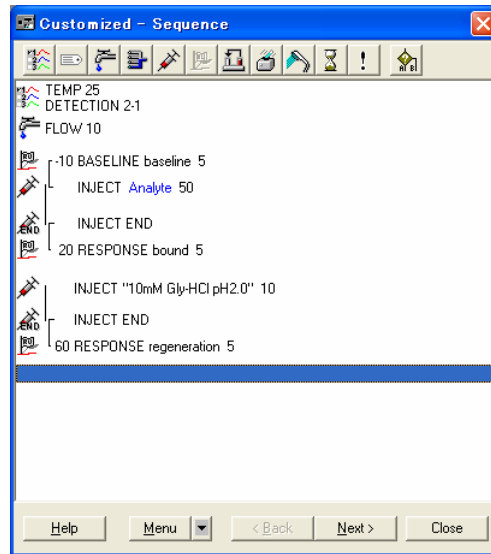 Customized - Sequence
TEMP 25
DETECTION 2-1
FLOW 10
-10 BASELINE baseline 5
INJECT Analyte 50
INJECT END
20 RESPONSE bound 5
INJECT "10mM Gly-HCl pH2.0" 10
INJECT END
60 RESPONSE regeneration 5
Help Menu < Back Next > Close